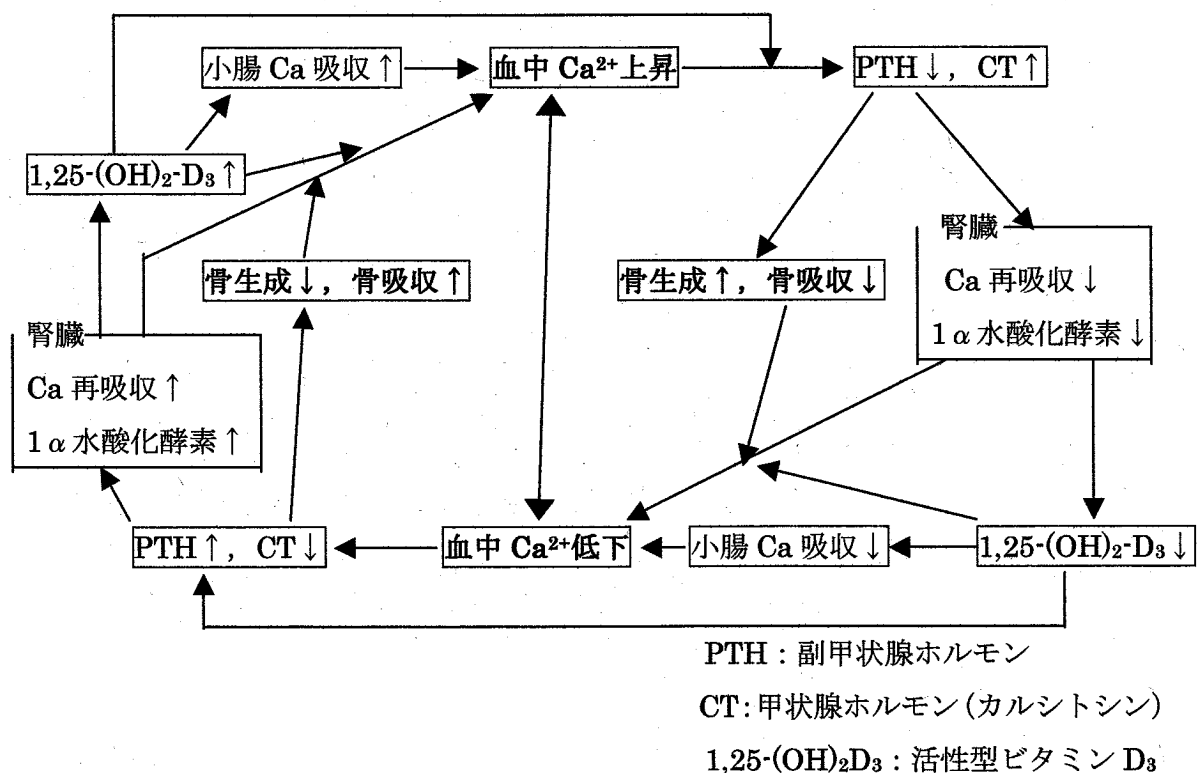 小腸 Ca 吸収↑
血中 Ca²⁺上昇
PTH↓, CT↑
1,25-(OH)₂-D₃↑
腎臓
Ca 再吸収↓
1α水酸化酵素↓
骨生成↓, 骨吸収↑
骨生成↑, 骨吸収↓
腎臓
Ca 再吸収↑
1α水酸化酵素↑
PTH↑, CT↓
血中 Ca²⁺低下
小腸 Ca 吸収↓
1,25-(OH)₂-D₃↓
PTH:副甲状腺ホルモン
CT:甲状腺ホルモン(カルシトシン)
1,25-(OH)₂D₃:活性型ビタミン D₃